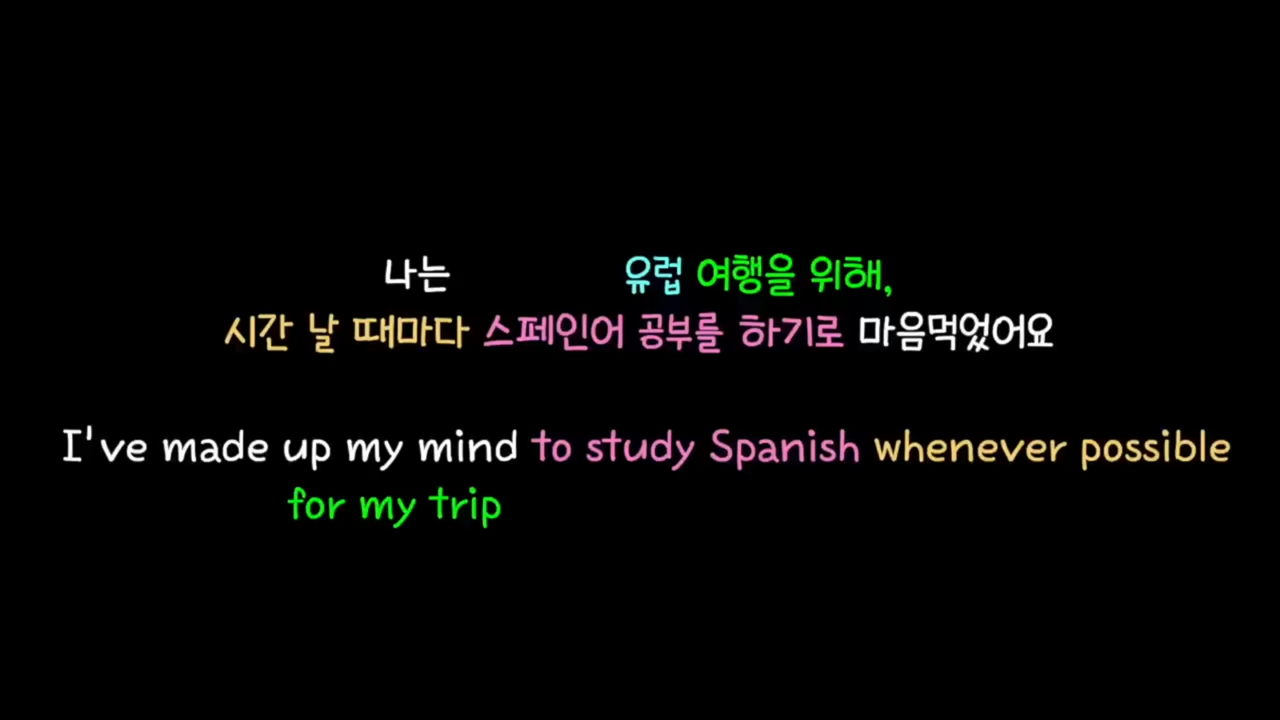 나는 유럽 여행을 위해,
시간 날 때마다 스페인어 공부를 하기로 마음먹었어요
I've made up my mind to study Spanish whenever possible
for my trip